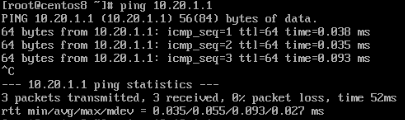 [root@centos8 ~]# ping 10.20.1.1
PING 10.20.1.1 (10.20.1.1) 56(84) bytes of data.
64 bytes from 10.20.1.1: icmp_seq=1 ttl=64 time=0.038 ms
64 bytes from 10.20.1.1: icmp_seq=2 ttl=64 time=0.035 ms
64 bytes from 10.20.1.1: icmp_seq=3 ttl=64 time=0.093 ms
^C
--- 10.20.1.1 ping statistics ---
3 packets transmitted, 3 received, 0% packet loss, time 52ms
rtt min/avg/max/mdev = 0.035/0.055/0.093/0.027 ms